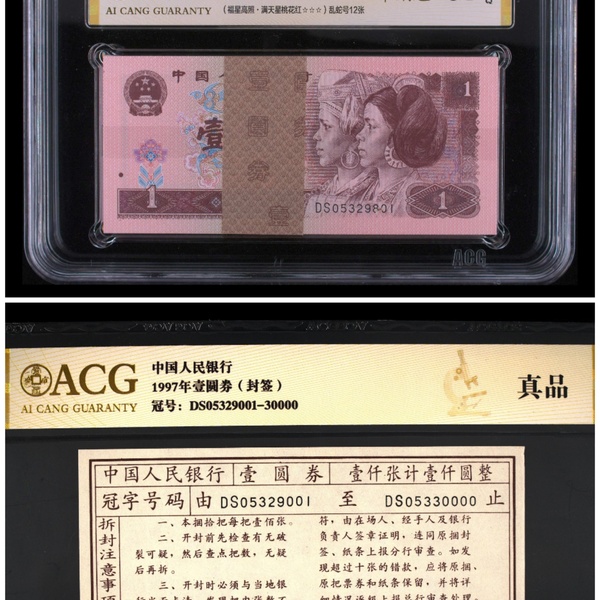 AI CANG GUARANTY
(福星高照·满天星桃花红☆☆☆)乱蛇号12张
中国人
壹
1
1
1
DS05329801
ACG
ACG
AI CANG GUARANTY
中国人民银行
1997年壹圆券(封签)
冠号:DS05329001-30000
真品
中国人民银行 壹圆券 壹仟张计壹仟圆整
冠字号码 由 DS05329001 至 DS05330000 止
拆封注意事项
一、本捆拾把每把壹佰张。
二、开封前先检查有无破
裂可疑,然后查点把数,无疑
后再拆。
三、开封时必须与当地银
符,由在场人、经手人及银行
负责人签章证明,连同原捆封
签、纸条上报分行审查。如发
现超过十张的错款,应将原捆、
原把票券和纸条保留,并将详